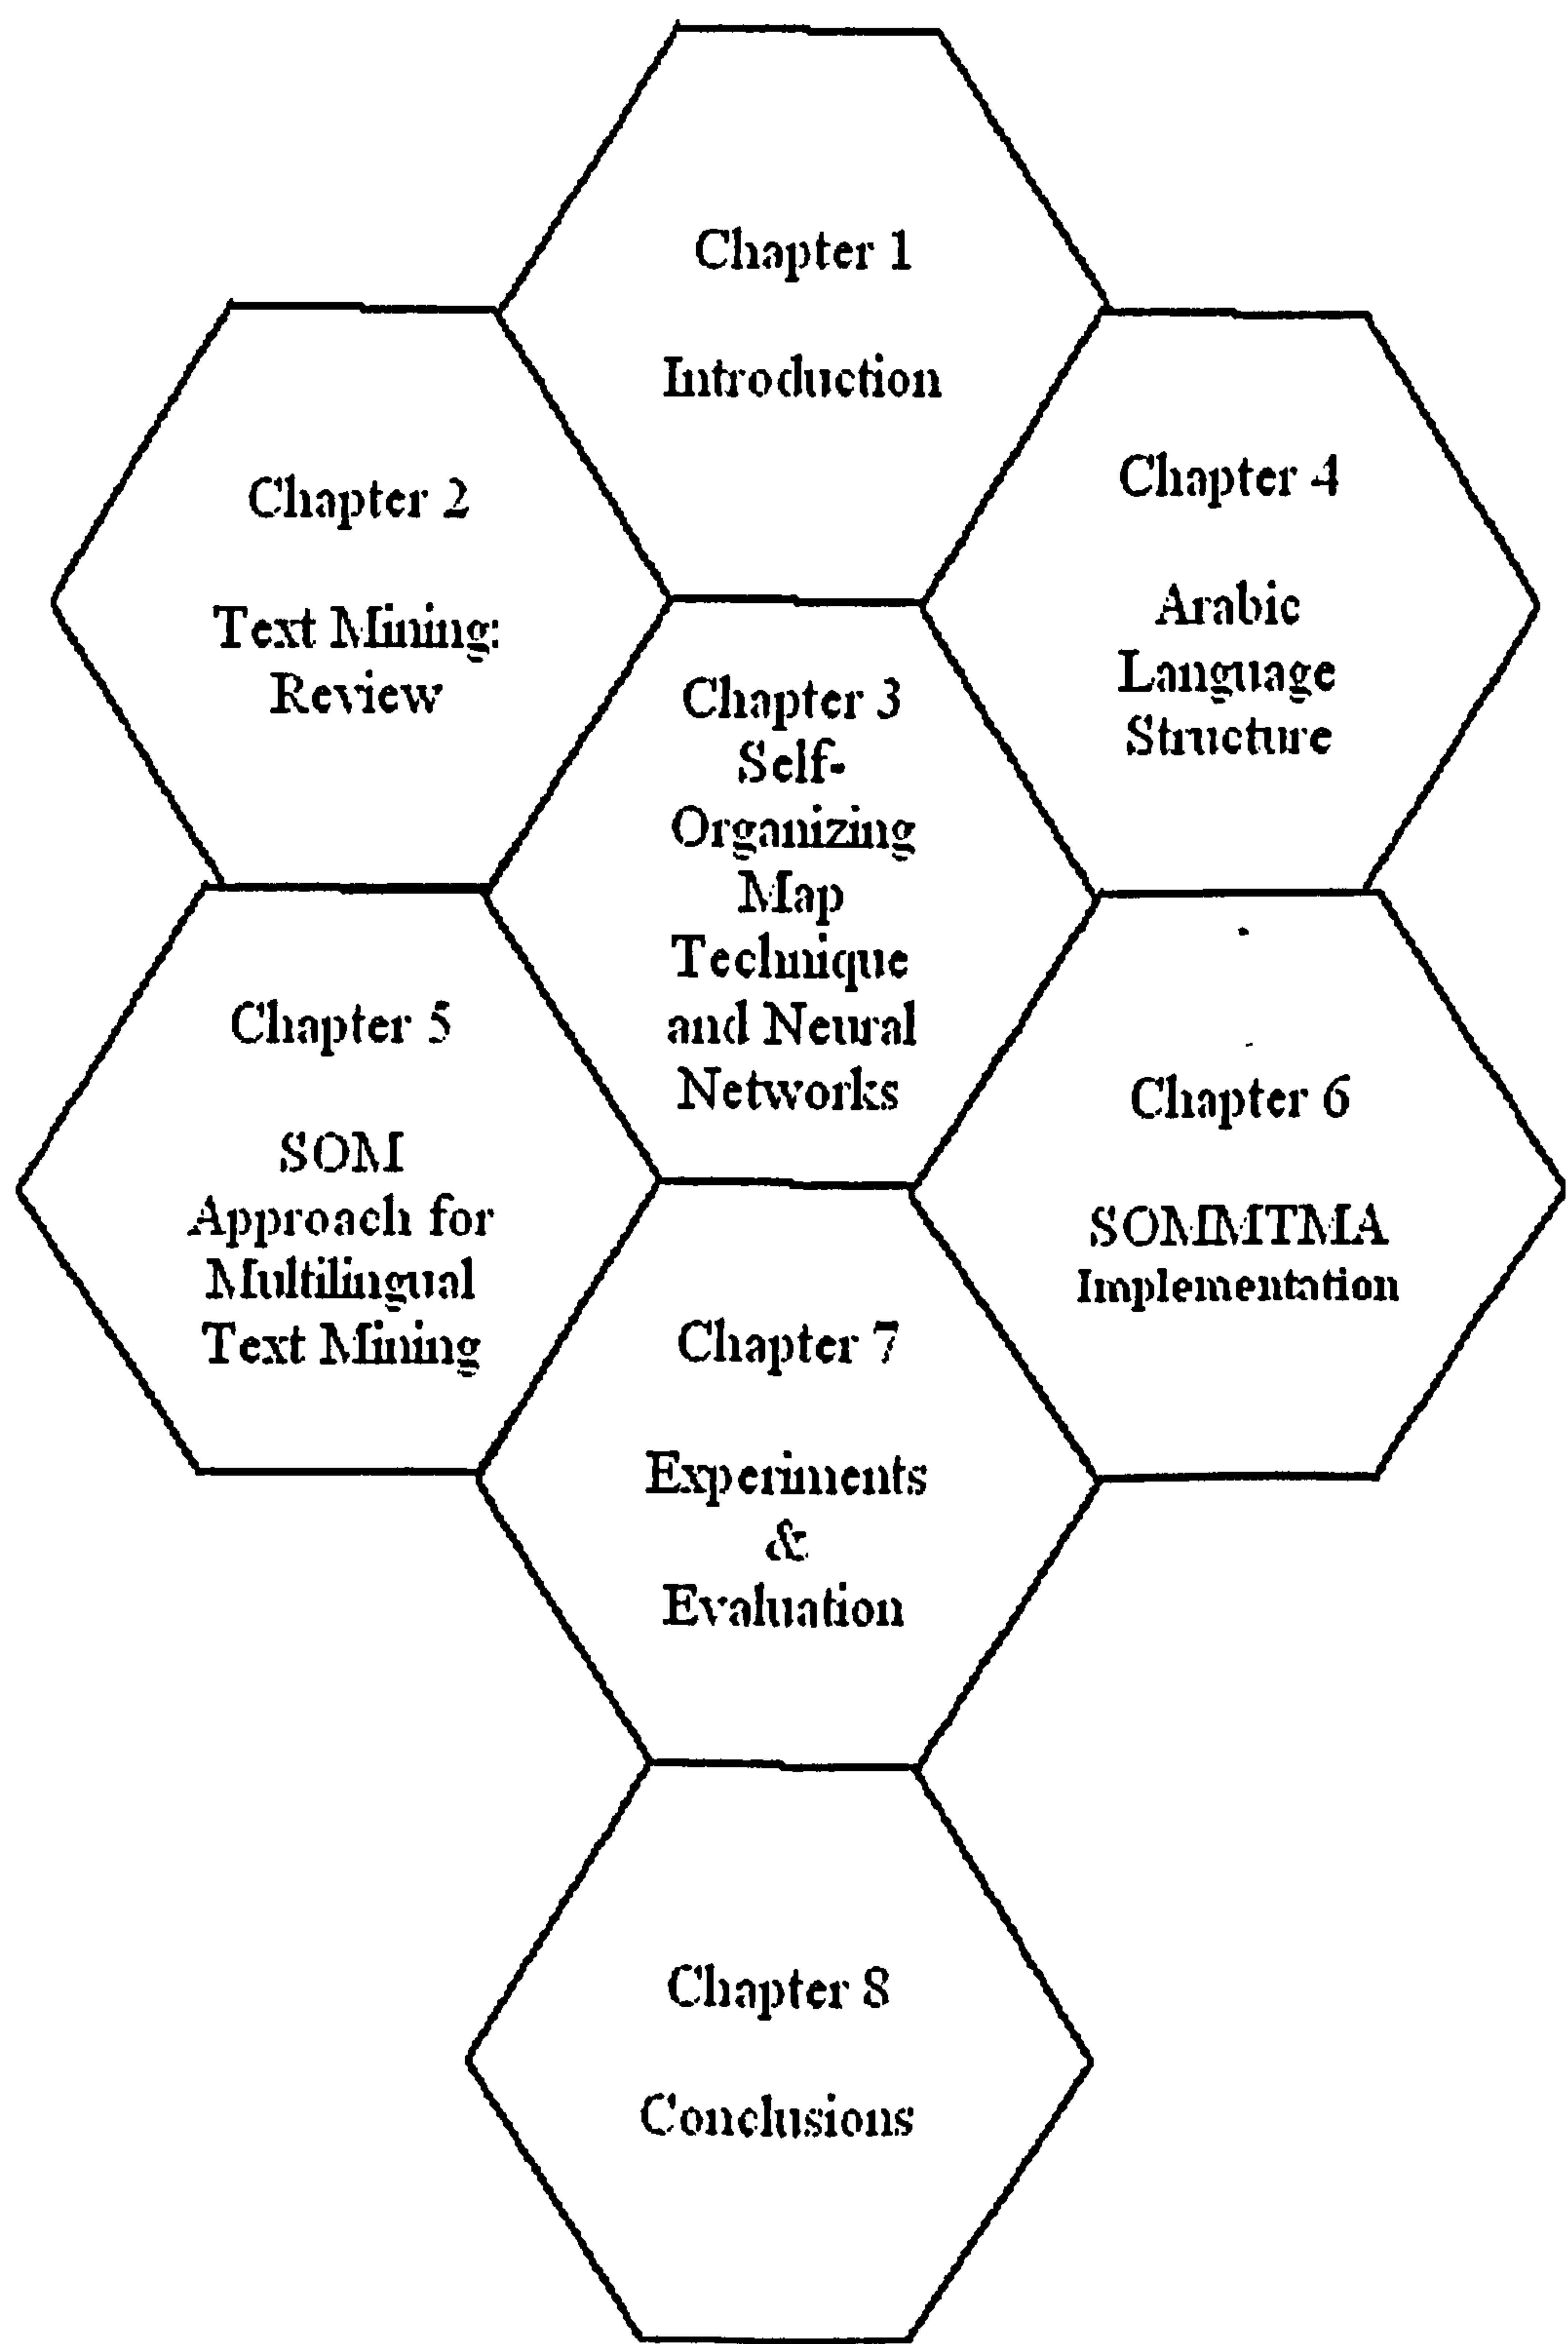 Chapter 1
Introduction
Chapter 2
Text Mining:
Review
Chapter 3
Self-
Organizing
Map
Technique
and Neural
Networks
Chapter 4
Arabic
Language
Structure
Chapter 5
SOM
Approach for
Multilingual
Text Mining
Chapter 6
SOMMTMA
Implementation
Chapter 7
Experiments
&
Evaluation
Chapter 8
Conclusions